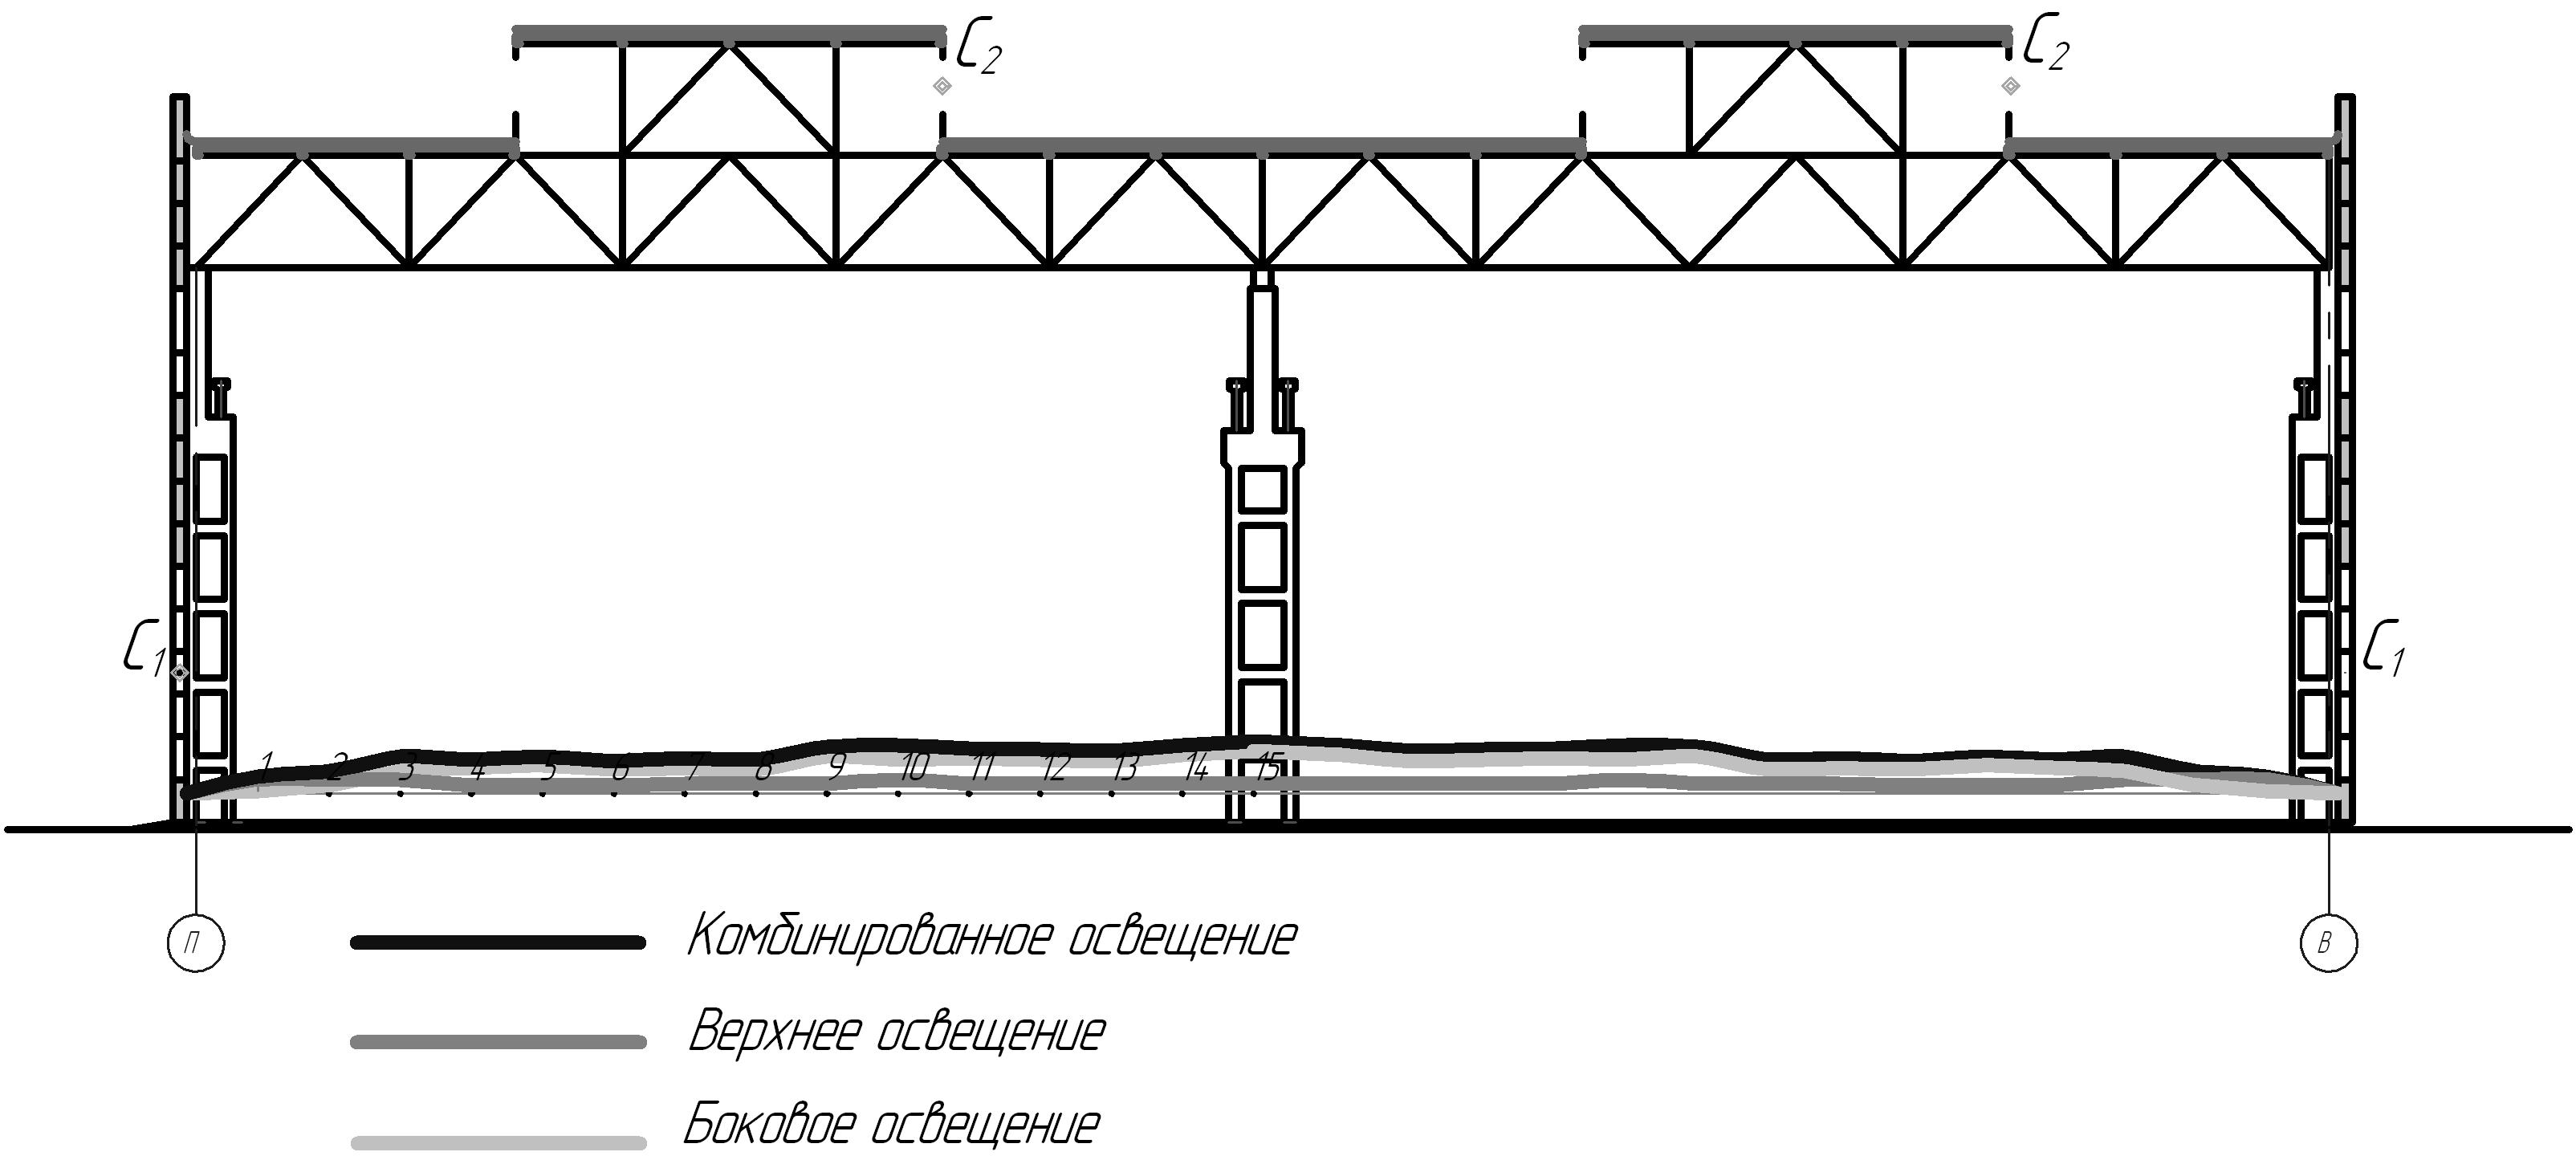 С2 С2
С1 С1
1 2 3 4 5 6 7 8 9 10 11 12 13 14 15
П В
Комбинированное освещение
Верхнее освещение
Боковое освещение